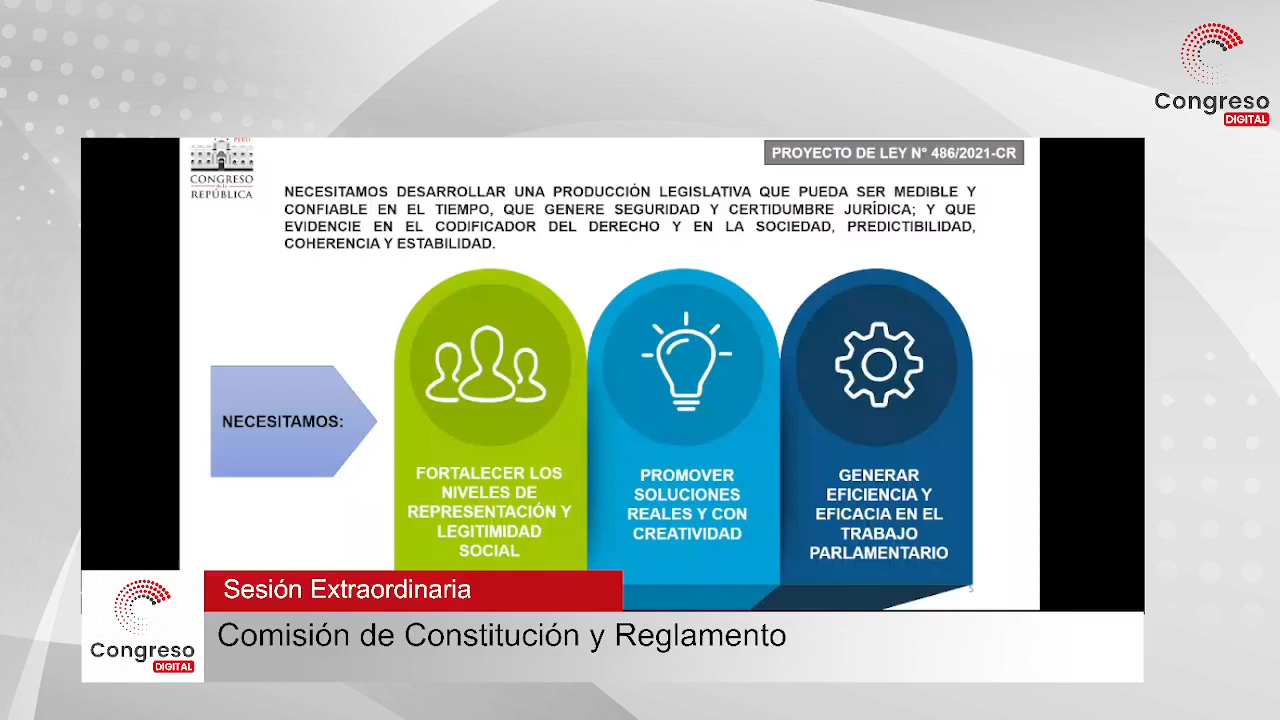 Congreso
DIGITAL
PERÚ
CONGRESO
de la
REPÚBLICA
PROYECTO DE LEY N° 486/2021-CR
NECESITAMOS DESARROLLAR UNA PRODUCCIÓN LEGISLATIVA QUE PUEDA SER MEDIBLE Y
CONFIABLE EN EL TIEMPO, QUE GENERE SEGURIDAD Y CERTIDUMBRE JURÍDICA; Y QUE
EVIDENCIE EN EL CODIFICADOR DEL DERECHO Y EN LA SOCIEDAD, PREDICTIBILIDAD,
COHERENCIA Y ESTABILIDAD.
NECESITAMOS:
FORTALECER LOS
NIVELES DE
REPRESENTACIÓN Y
LEGITIMIDAD
SOCIAL
PROMOVER
SOLUCIONES
REALES Y CON
CREATIVIDAD
GENERAR
EFICIENCIA Y
EFICACIA EN EL
TRABAJO
PARLAMENTARIO
5
Sesión Extraordinaria
Comisión de Constitución y Reglamento
Congreso
DIGITAL